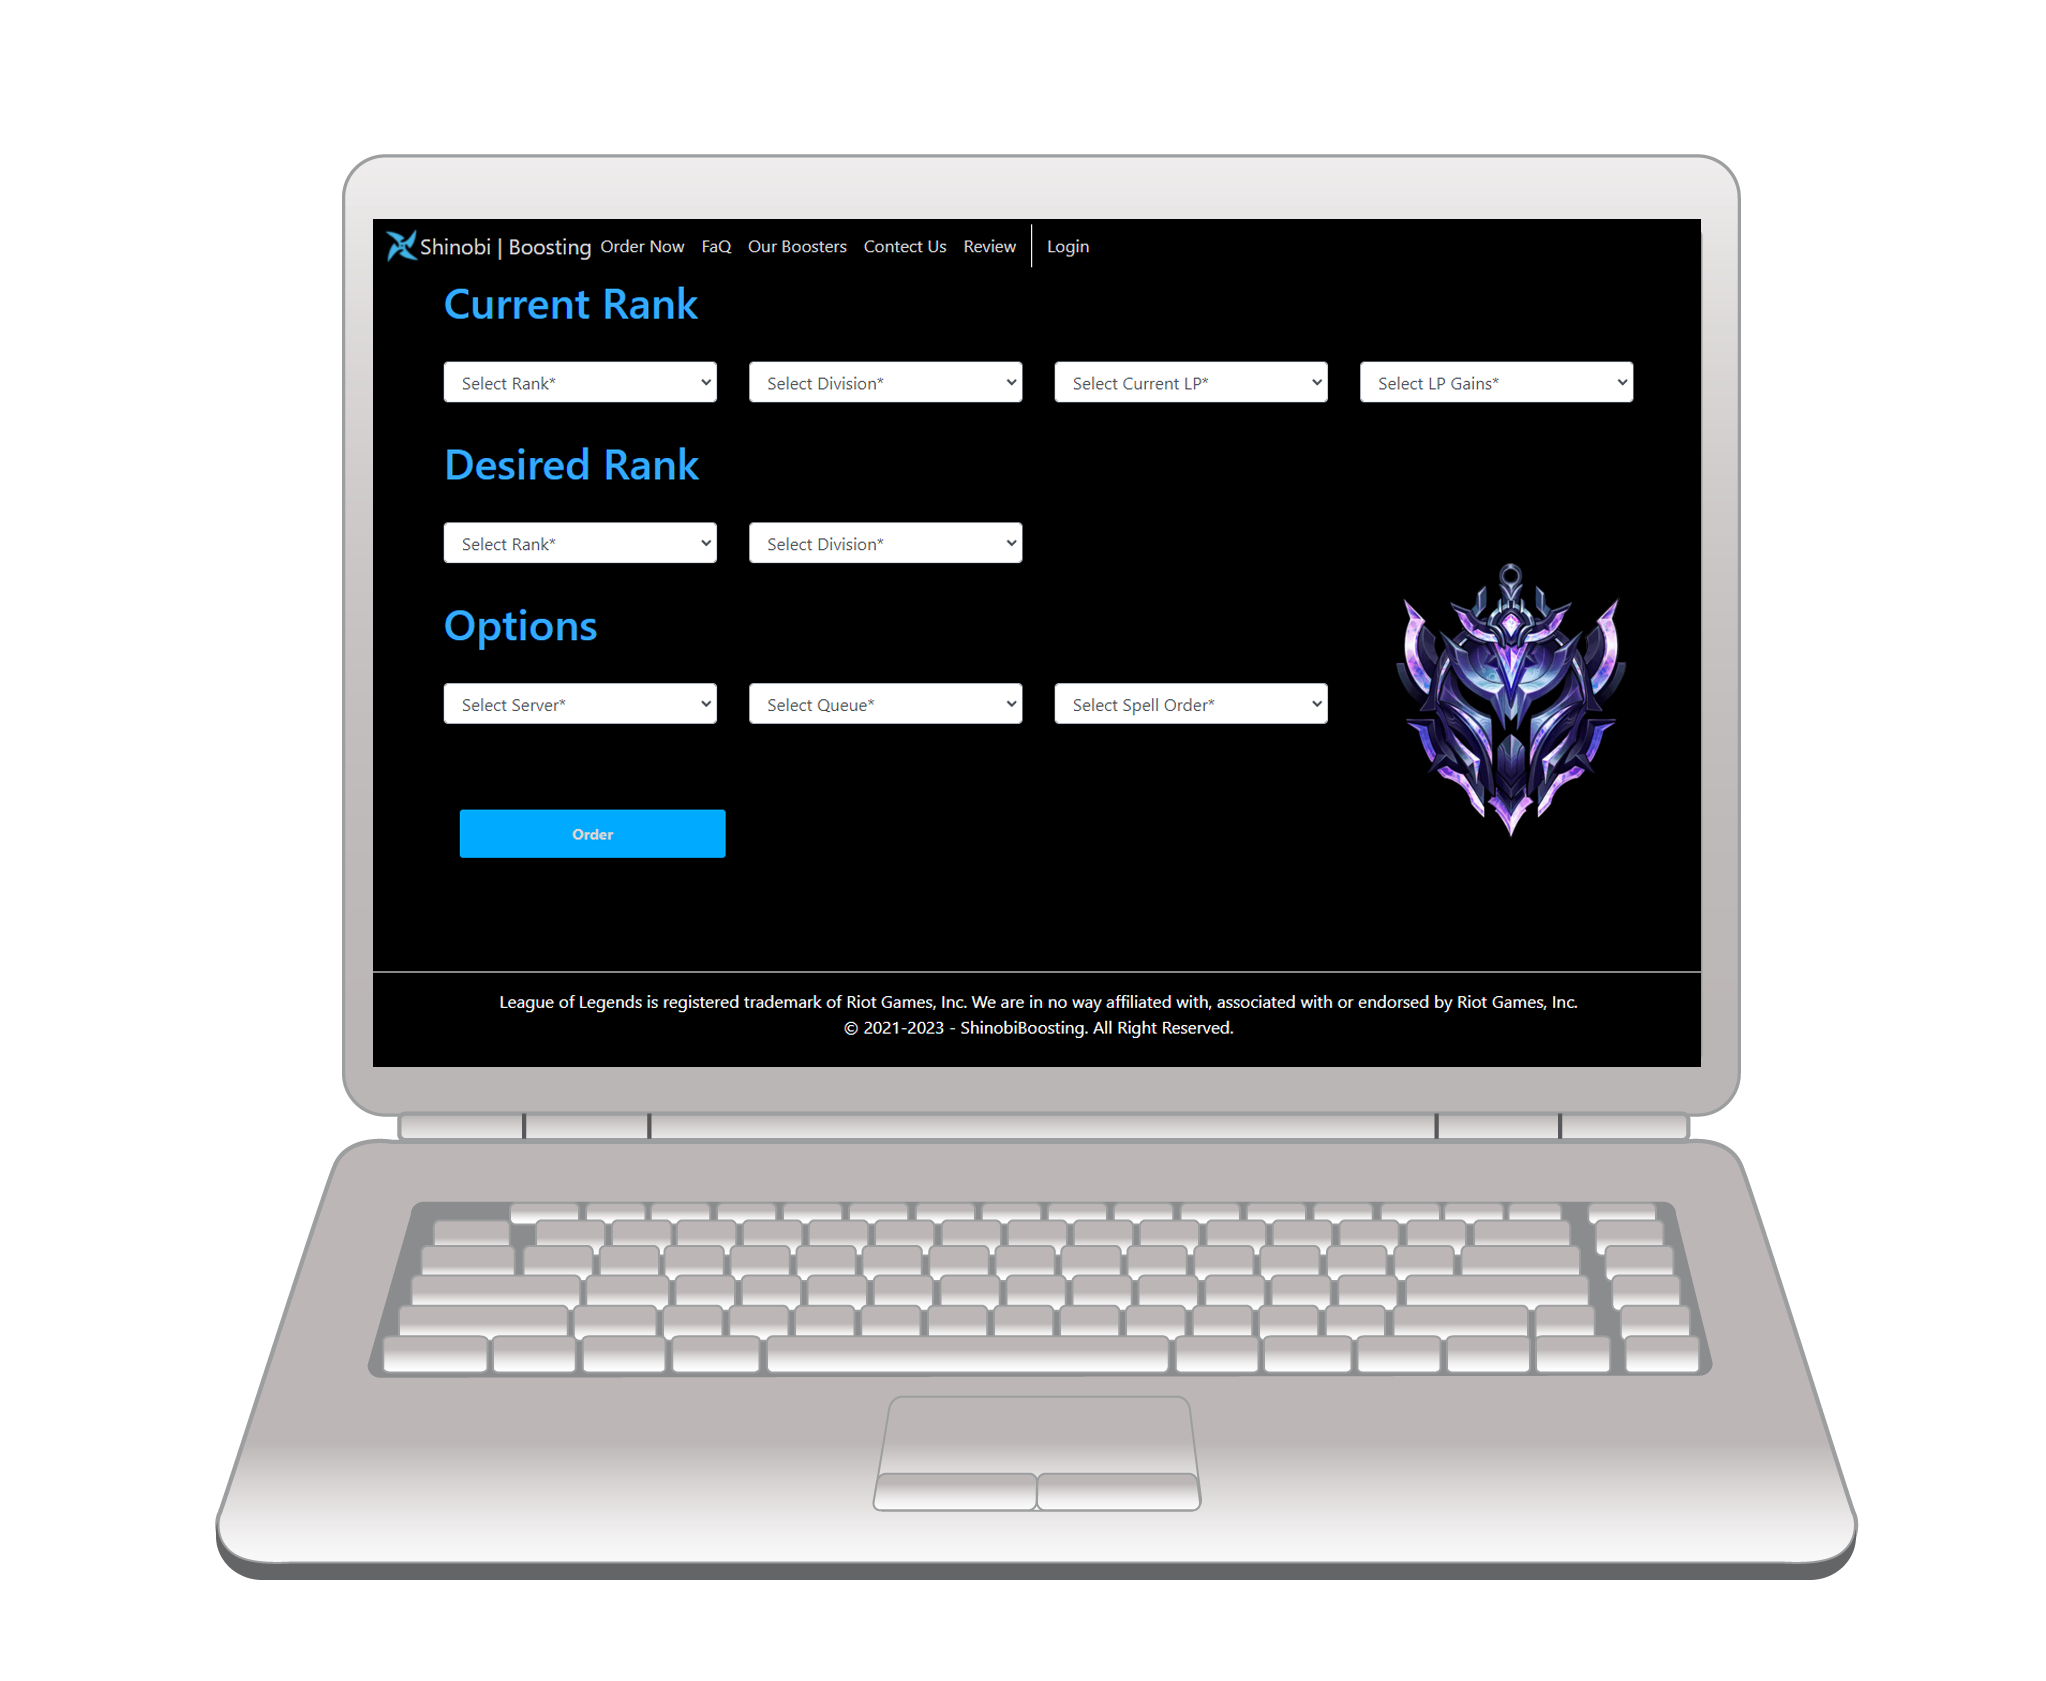 Shinobi | Boosting Order Now FaQ Our Boosters Contect Us Review Login
Current Rank
Select Rank* Select Division* Select Current LP* Select LP Gains*
Desired Rank
Select Rank* Select Division*
Options
Select Server* Select Queue* Select Spell Order*
Order
League of Legends is registered trademark of Riot Games, Inc. We are in no way affiliated with, associated with or endorsed by Riot Games, Inc.
© 2021-2023 - ShinobiBoosting. All Right Reserved.